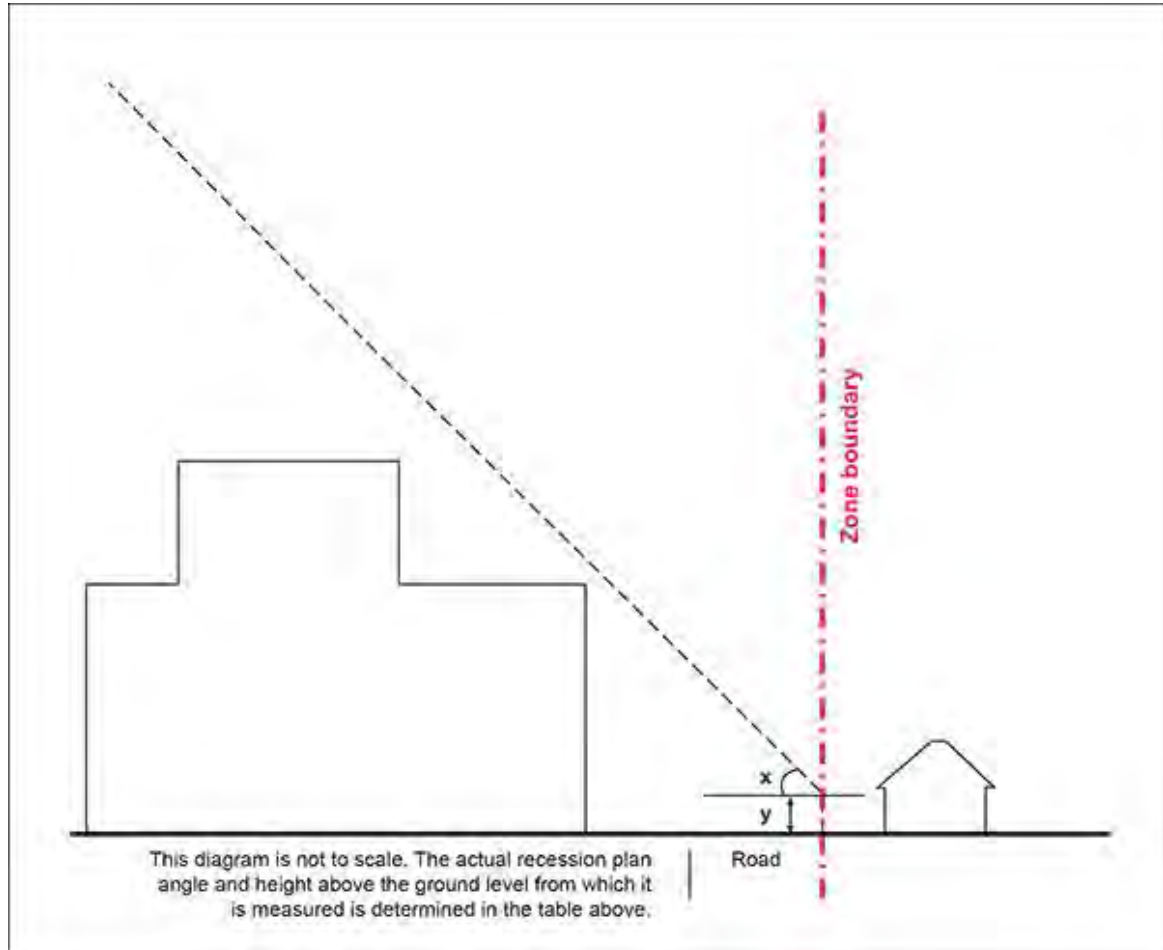 Zone boundary
x
y
This diagram is not to scale. The actual recession plan
angle and height above the ground level from which it
is measured is determined in the table above.
Road